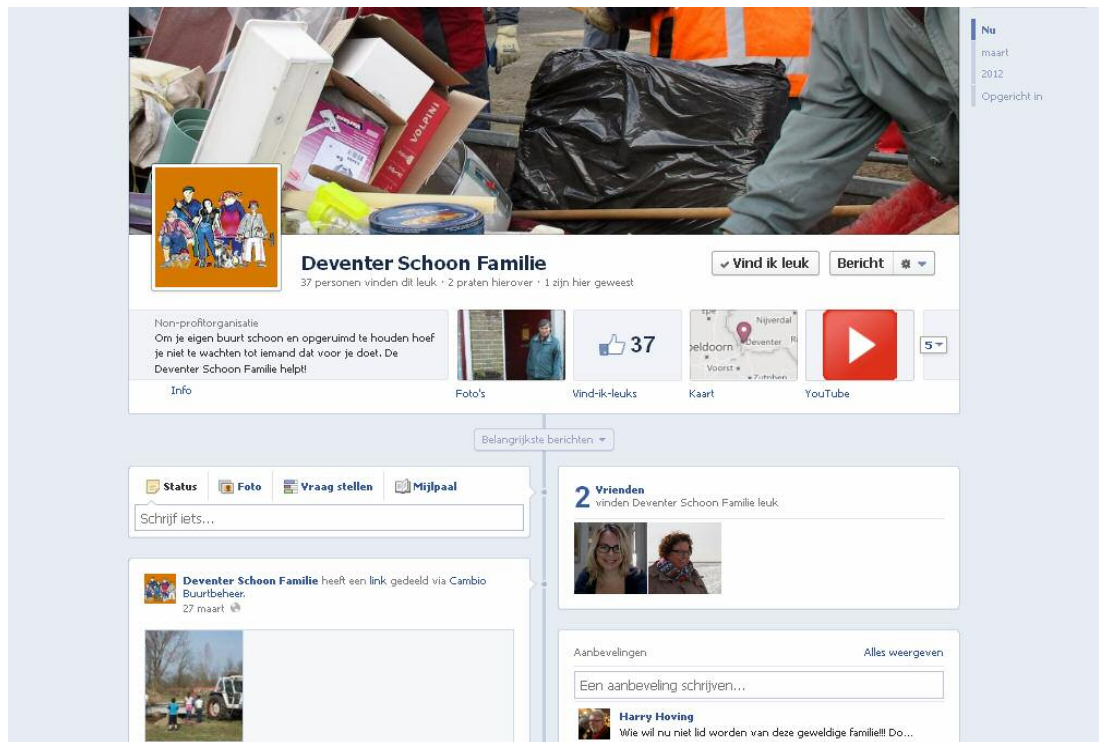 Nu
maart
2012
Opgericht in
VOLPINI
Deventer Schoon Familie
37 personen vinden dit leuk · 2 praten hierover · 1 zijn hier geweest
Vind ik leuk
Bericht
Non-profitorganisatie
Om je eigen buurt schoon en opgeruimd te houden hoef
je niet te wachten tot iemand dat voor je doet. De
Deventer Schoon Familie helpt!
Info
Foto's
37
Vind-ik-leuks
Epe
Nijverdal
peldoorn
Deventer
Voorst
Zutphen
Kaart
YouTube
5
Belangrijkste berichten
Status
Foto
Vraag stellen
Mijlpaal
Schrijf iets...
2 Vrienden
vinden Deventer Schoon Familie leuk
Deventer Schoon Familie heeft een link gedeeld via Cambio
Buurtbeheer.
27 maart
Aanbevelingen
Alles weergeven
Een aanbeveling schrijven...
Harry Hoving
Wie wil nu niet lid worden van deze geweldige familie!!! Do...